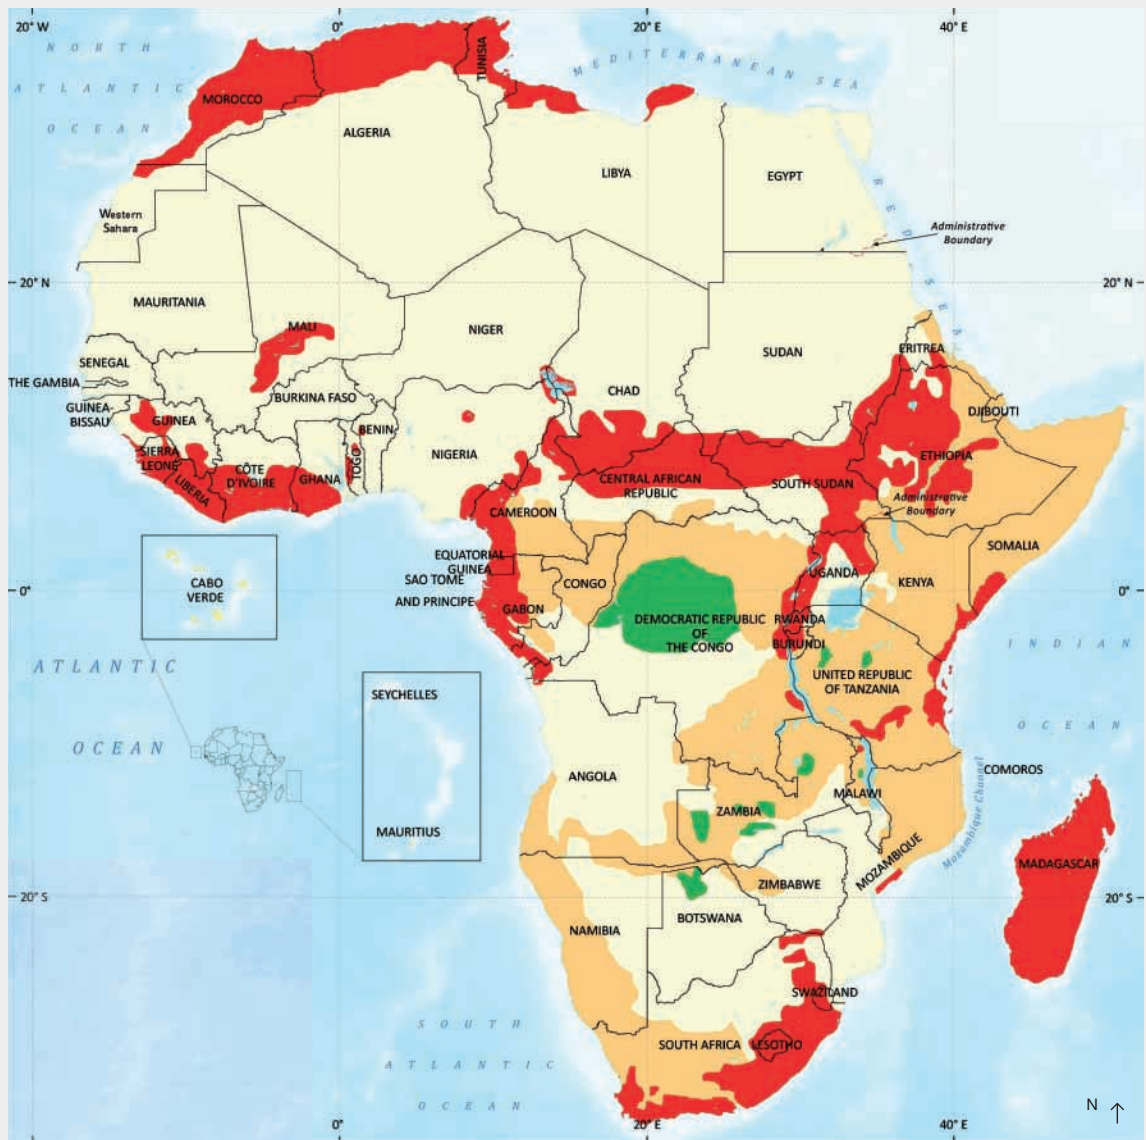 20° W
0°
20° E
40° E
NORTH
ATLANTIC
OCEAN
MEDITERRANEAN SEA
TUNISIA
MOROCCO
ALGERIA
LIBYA
EGYPT
RED SEA
Western
Sahara
Administrative
Boundary
20° N
20° N
MAURITANIA
MALI
NIGER
SUDAN
ERITREA
SENEGAL
THE GAMBIA
CHAD
BURKINA FASO
GUINEA
BISSAU
GUINEA
DJIBOUTI
BENIN
NIGERIA
SIERRA
LEONE
TOGO
ETHIOPIA
CÔTE
D'IVOIRE
GHANA
LIBERIA
CENTRAL AFRICAN
REPUBLIC
SOUTH SUDAN
Administrative
Boundary
CAMEROON
SOMALIA
EQUATORIAL
GUINEA
UGANDA
SAO TOME
AND PRINCIPE
CONGO
KENYA
CABO
VERDE
0°
0°
GABON
DEMOCRATIC REPUBLIC
OF
THE CONGO
RWANDA
BURUNDI
INDIAN
OCEAN
ATLANTIC
OCEAN
UNITED REPUBLIC
OF TANZANIA
SEYCHELLES
MAURITIUS
COMOROS
ANGOLA
MALAWI
ZAMBIA
Mozambique Channel
MOZAMBIQUE
MADAGASCAR
ZIMBABWE
20° S
20° S
BOTSWANA
NAMIBIA
SWAZILAND
SOUTH
ATLANTIC
OCEAN
SOUTH AFRICA
LESOTHO
N
0°
20° E
40° E